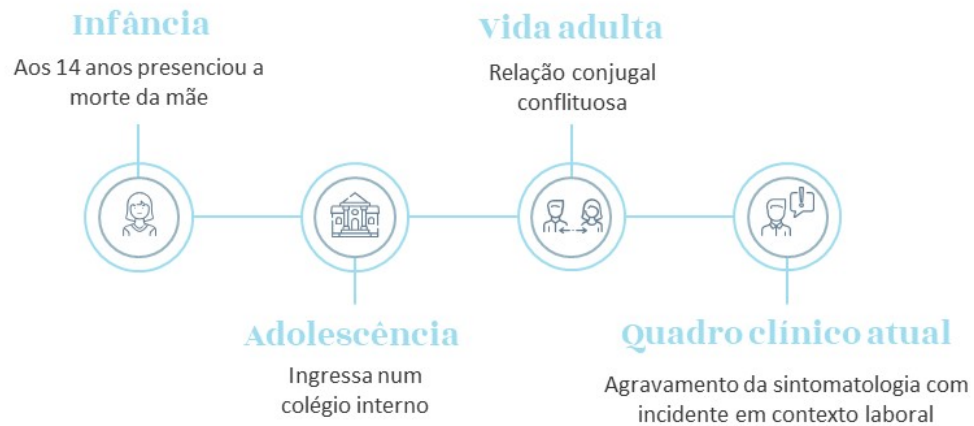 Infância
Aos 14 anos presenciou a
morte da mãe
Vida adulta
Relação conjugal
conflituosa
Adolescência
Ingressa num
colégio interno
Quadro clínico atual
Agravamento da sintomatologia com
incidente em contexto laboral